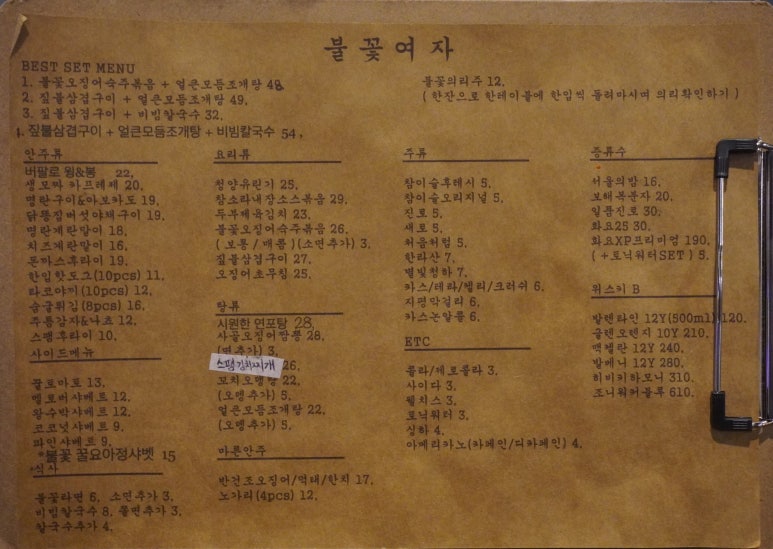 불꽃여자
BEST SET MENU
1. 불꽃오징어숙주볶음 + 얼큰모듬조개탕 48.
2. 짚불삼겹구이 + 얼큰모듬조개탕 49.
3. 짚불삼겹구이 + 비빔칼국수 32.
4. 짚불삼겹구이 + 얼큰모듬조개탕 + 비빔칼국수 54,
불꽃의리주 12.
( 한잔으로 한테이블에 한입씩 돌려마시며 의리확인하기 )
안주류
버팔로 윙&봉 22,
생모짜 카프레제 20.
명란구이&아보카도 19.
닭통집버섯야채구이 19.
명란계란말이 18.
치즈계란말이 16.
돈까스후라이 19.
한입핫도그(10pcs) 11.
타코야끼(10pcs) 12.
슘굴튀김(8pcs) 16.
주통감자&나쵸 12.
스팸후라이 10.
사이드메뉴
꿀토마토 13.
멜로버샤베트 12.
왕수박샤베트 12.
코코넛샤베트 9.
파인샤베트 9.
*불꽃 꿀요아정샤벳 15
식사
불꽃라면 6. 소면추가 3.
비빔칼국수 8. 쫄면추가 3.
칼국수추가 4.
요리류
청양유린기 25.
참소라내장소스볶음 29.
두부제육김치 23.
불꽃오징어숙주볶음 26.
( 보통 / 매콤 )(소면추가) 3.
짚불삼겹구이 27.
오징어초무침 25.
탕류
시원한 연포탕 28,
사골오징어짬뽕 28.
(면추가) 3.
스팸김치찌개 26.
꼬치오뎅탕 22.
(오뎅추가) 5.
얼큰모듬조개탕 22.
(오뎅추가) 5.
마른안주
반건조오징어/먹태/한치 17.
노가리(4pcs) 12.
주류
참이슬후레쉬 5.
참이슬오리지널 5.
진로 5.
새로 5.
처음처럼 5.
한라산 7.
별빛청하 7.
카스/테라/켈리/크러쉬 6.
지평막걸리 6.
카스논알콜 6.
ETC
콜라/제로콜라 3.
사이다 3.
웰치스 3.
토닉워터 3.
식혜 4.
아메리카노(카페인/디카페인) 4.
증류수
서울의밤 16.
보해복분자 20.
일품진로 30.
화요25 30.
화요XP프리미엄 190.
( +토닉워터SET ) 5.
위스키 B
발렌타인 12Y(500ml) 120.
글렌모렌지 10Y 210.
맥켈란 12Y 240.
발베니 12Y 280.
히비키하모니 310.
조니워커블루 610.